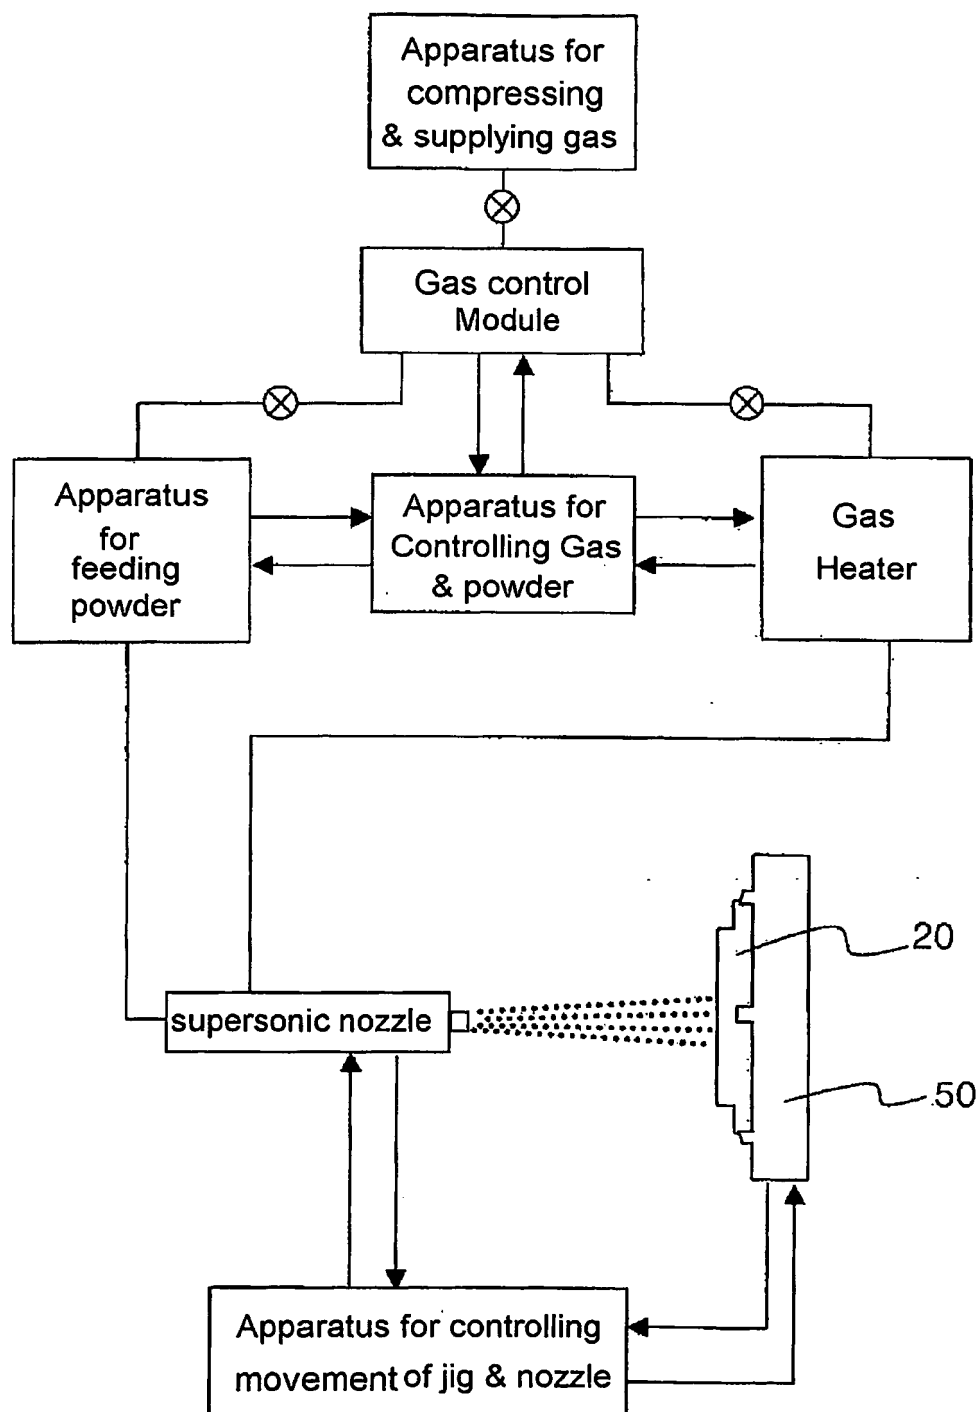 Apparatus for
compressing
& supplying gas
Gas control
Module
Apparatus
for
feeding
powder
Apparatus for
Controlling Gas
& powder
Gas
Heater
20
supersonic nozzle
50
Apparatus for controlling
movement of jig & nozzle